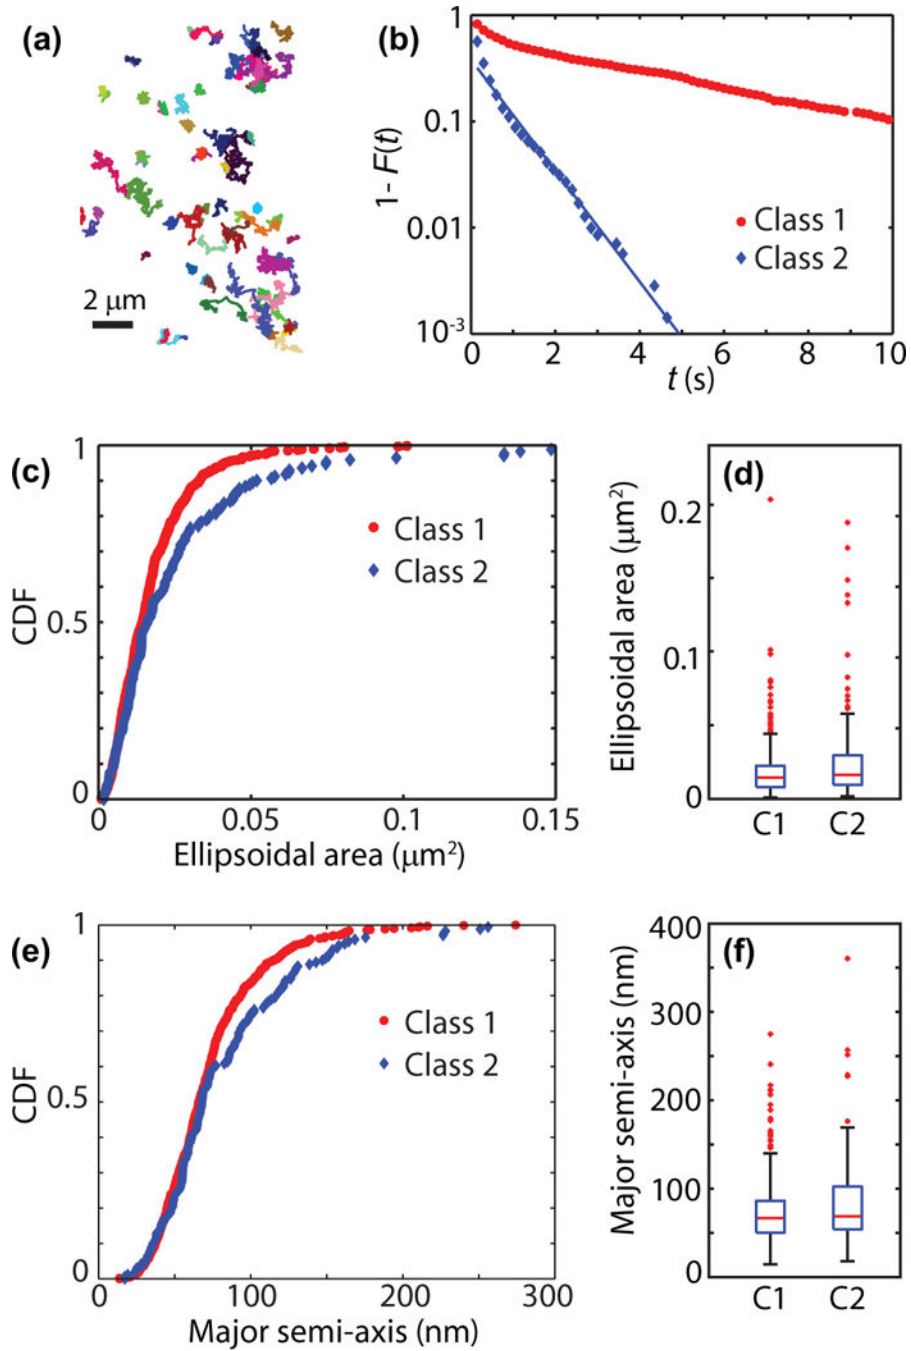 (a)
2 μm
(b)
1
0.1
0.01
10-3
1- F(t)
Class 1
Class 2
0 2 4 6 8 10
t (s)
(c)
1
0.5
0
CDF
Class 1
Class 2
0 0.05 0.1 0.15
Ellipsoidal area (μm2)
(d)
0.2
0.1
0
Ellipsoidal area (μm2)
C1 C2
(e)
1
0.5
0
CDF
Class 1
Class 2
0 100 200 300
Major semi-axis (nm)
(f)
400
300
200
100
0
Major semi-axis (nm)
C1 C2